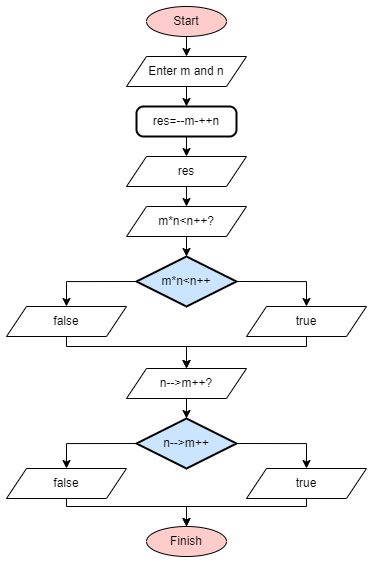 Start
Enter m and n
res=--m-++n
res
m*n<n++?
m*n<n++
false
true
n-->m++?
n-->m++
false
true
Finish